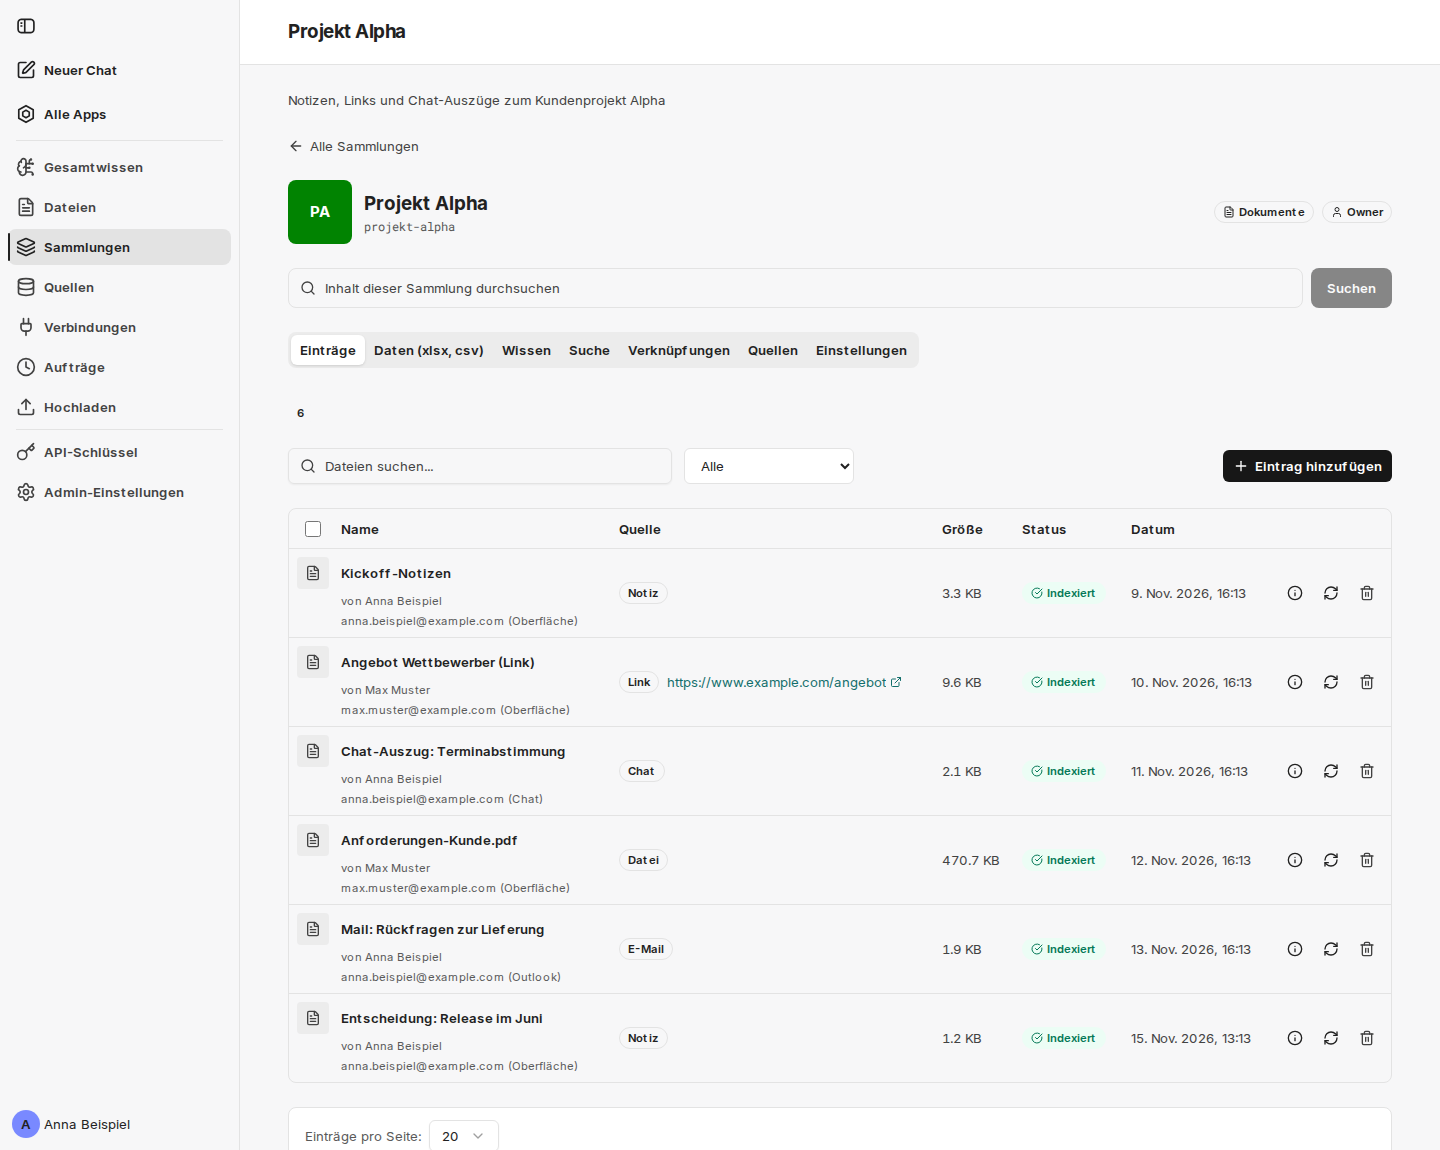 Projekt Alpha
Neuer Chat
Alle Apps
Gesamtwissen
Dateien
Sammlungen
Quellen
Verbindungen
Aufträge
Hochladen
API-Schlüssel
Admin-Einstellungen
A Anna Beispiel
Notizen, Links und Chat-Auszüge zum Kundenprojekt Alpha
Alle Sammlungen
PA
Projekt Alpha
projekt-alpha
Dokumente Owner
Inhalt dieser Sammlung durchsuchen Suchen
Einträge Daten (xlsx, csv) Wissen Suche Verknüpfungen Quellen Einstellungen
6
Dateien suchen... Alle Eintrag hinzufügen
Name Quelle Größe Status Datum
Kickoff-Notizen
von Anna Beispiel
anna.beispiel@example.com (Oberfläche)
Notiz 3.3 KB Indexiert 9. Nov. 2026, 16:13
Angebot Wettbewerber (Link)
von Max Muster
max.muster@example.com (Oberfläche)
Link https://www.example.com/angebot 9.6 KB Indexiert 10. Nov. 2026, 16:13
Chat-Auszug: Terminabstimmung
von Anna Beispiel
anna.beispiel@example.com (Chat)
Chat 2.1 KB Indexiert 11. Nov. 2026, 16:13
Anforderungen-Kunde.pdf
von Max Muster
max.muster@example.com (Oberfläche)
Datei 470.7 KB Indexiert 12. Nov. 2026, 16:13
Mail: Rückfragen zur Lieferung
von Anna Beispiel
anna.beispiel@example.com (Outlook)
E-Mail 1.9 KB Indexiert 13. Nov. 2026, 16:13
Entscheidung: Release im Juni
von Anna Beispiel
anna.beispiel@example.com (Oberfläche)
Notiz 1.2 KB Indexiert 15. Nov. 2026, 13:13
Einträge pro Seite: 20